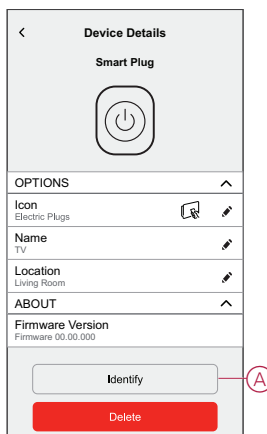 Device Details
Smart Plug
OPTIONS
Icon
Electric Plugs
Name
TV
Location
Living Room
ABOUT
Firmware Version
Firmware 00.00.000
Identify
A
Delete